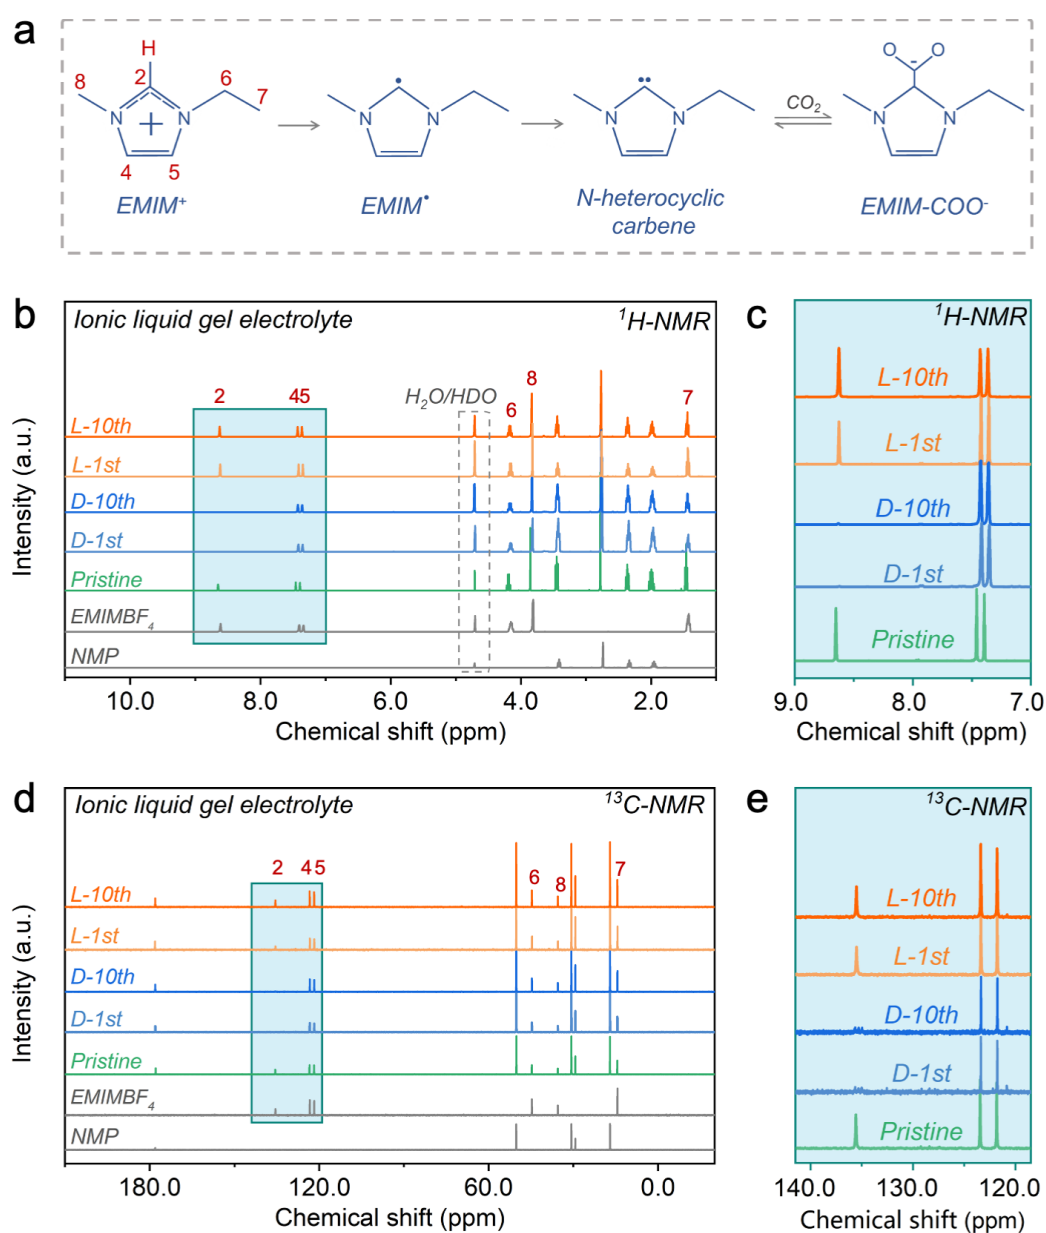 a
H
8
2
6
7
N
N
4
5
EMIM⁺
N
N
EMIM•
N
N
N-heterocyclic
carbene
CO₂
O
O
-
N
N
EMIM-COO⁻
b
Ionic liquid gel electrolyte
¹H-NMR
2
45
H₂O/HDO
6
8
7
L-10th
L-1st
D-10th
D-1st
Pristine
EMIMBF₄
NMP
Intensity (a.u.)
10.0
8.0
6.0
4.0
2.0
Chemical shift (ppm)
c
¹H-NMR
L-10th
L-1st
D-10th
D-1st
Pristine
9.0
8.0
7.0
Chemical shift (ppm)
d
Ionic liquid gel electrolyte
¹³C-NMR
2
4 5
6
8
7
L-10th
L-1st
D-10th
D-1st
Pristine
EMIMBF₄
NMP
Intensity (a.u.)
180.0
120.0
60.0
0.0
Chemical shift (ppm)
e
¹³C-NMR
L-10th
L-1st
D-10th
D-1st
Pristine
140.0
130.0
120.0
Chemical shift (ppm)